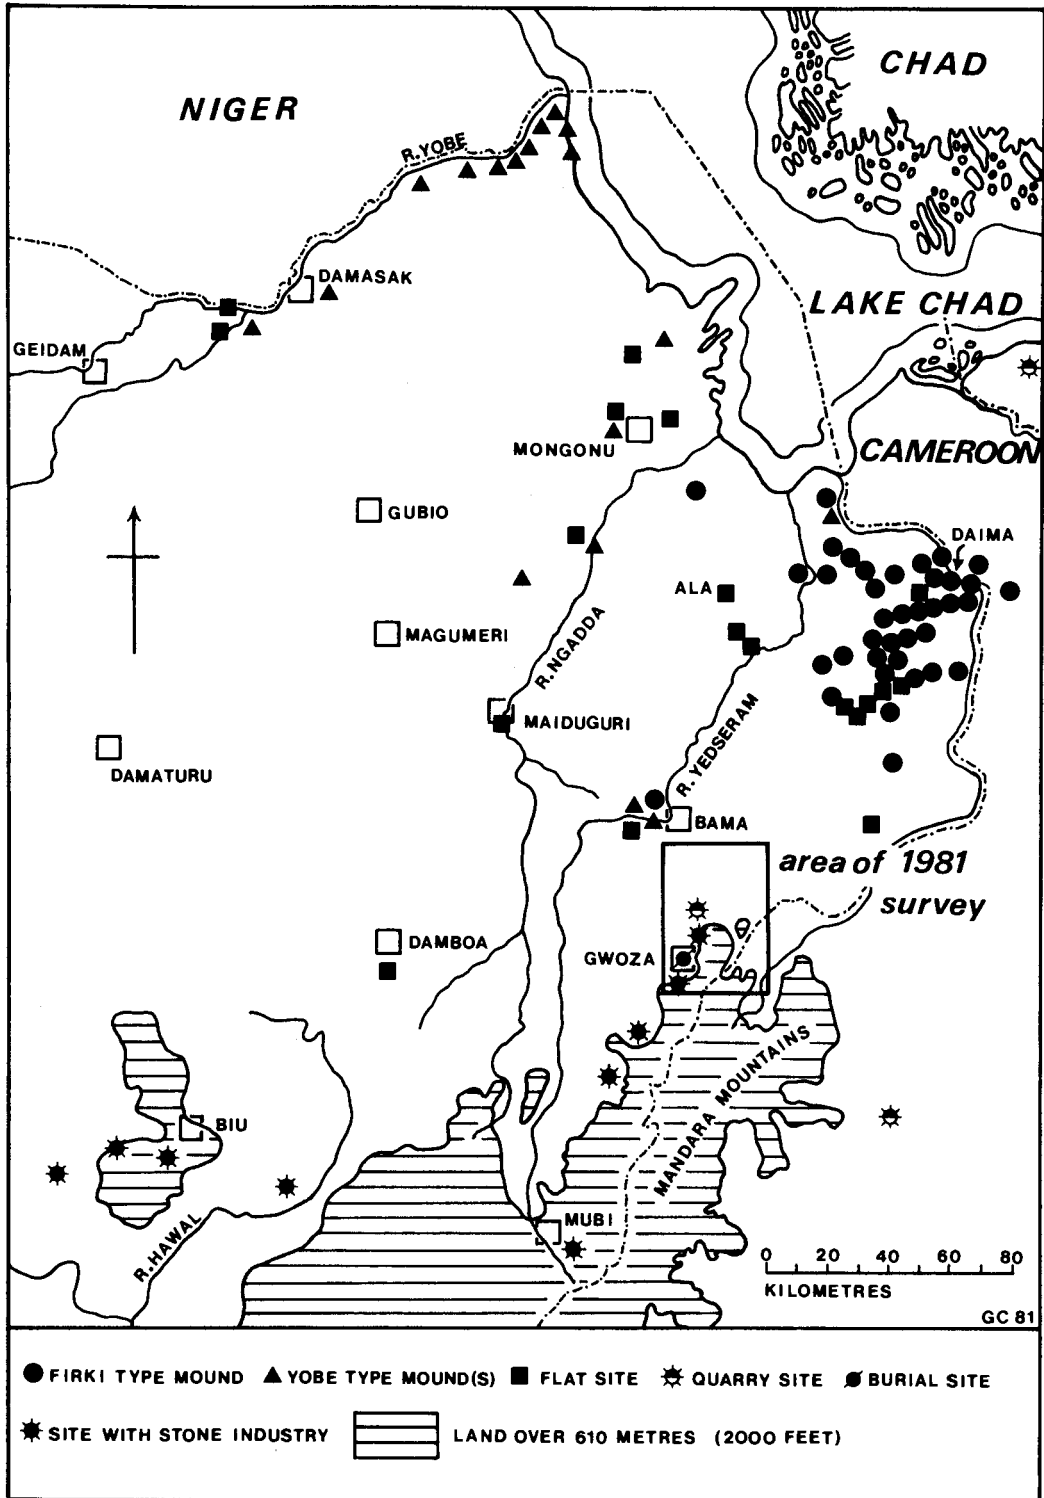 CHAD
NIGER
R. YOBE
DAMASAK
LAKE CHAD
GEIDAM
CAMEROON
MONGONU
GUBIO
DAIMA
ALA
MAGUMERI
R. NGADDA
MAIDUGURI
R. YEDSERAM
DAMATURU
BAMA
area of 1981
survey
DAMBOA
GWOZA
MANDARA MOUNTAINS
BIU
MUBI
R. HAWAL
0 20 40 60 80
KILOMETRES
GC 81
FIRKI TYPE MOUND YOBE TYPE MOUND(S) FLAT SITE QUARRY SITE BURIAL SITE
SITE WITH STONE INDUSTRY LAND OVER 610 METRES (2000 FEET)